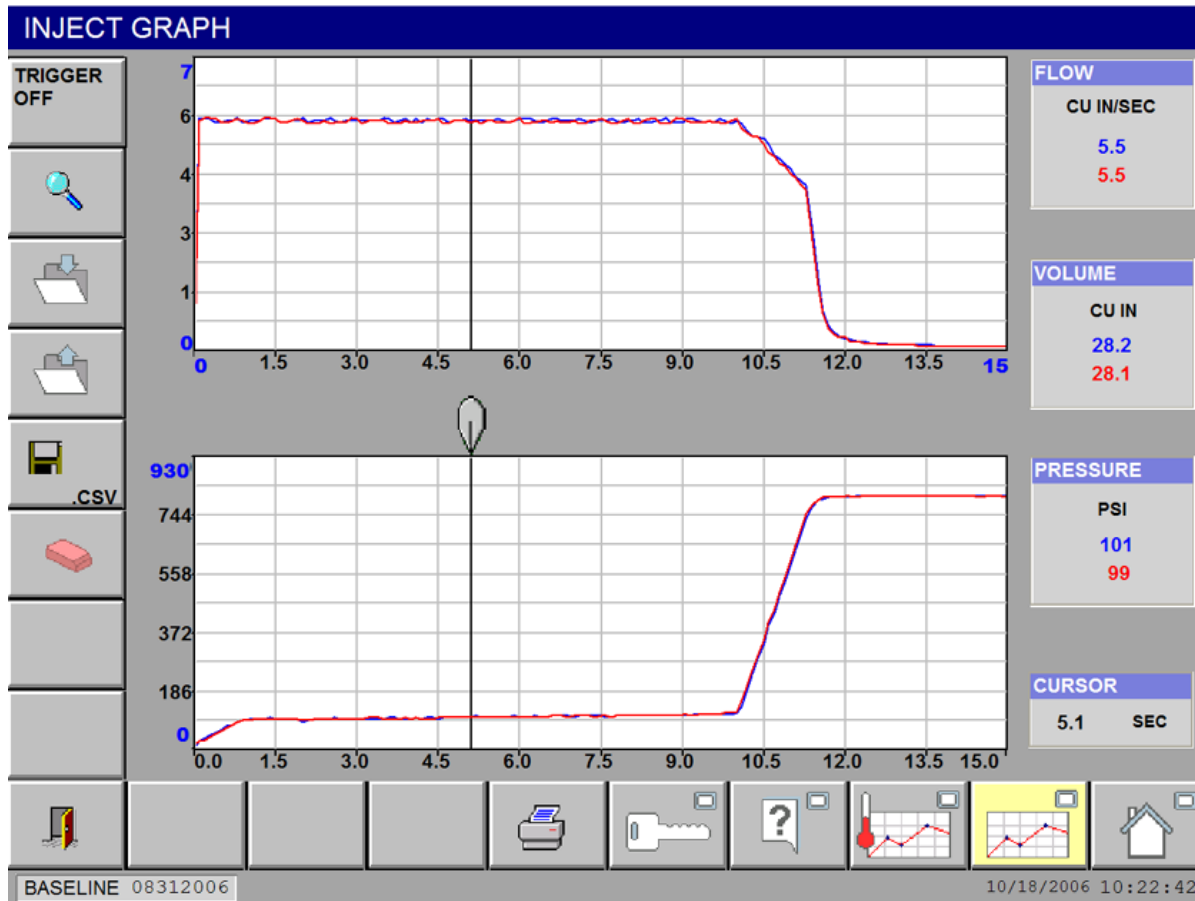 INJECT GRAPH
TRIGGER
OFF
.CSV
7
6
4
3
1
0
0 1.5 3.0 4.5 6.0 7.5 9.0 10.5 12.0 13.5 15
930
744
558
372
186
0
0.0 1.5 3.0 4.5 6.0 7.5 9.0 10.5 12.0 13.5 15.0
FLOW
CU IN/SEC
5.5
5.5
VOLUME
CU IN
28.2
28.1
PRESSURE
PSI
101
99
CURSOR
5.1 SEC
?
BASELINE 08312006
10/18/2006 10:22:42